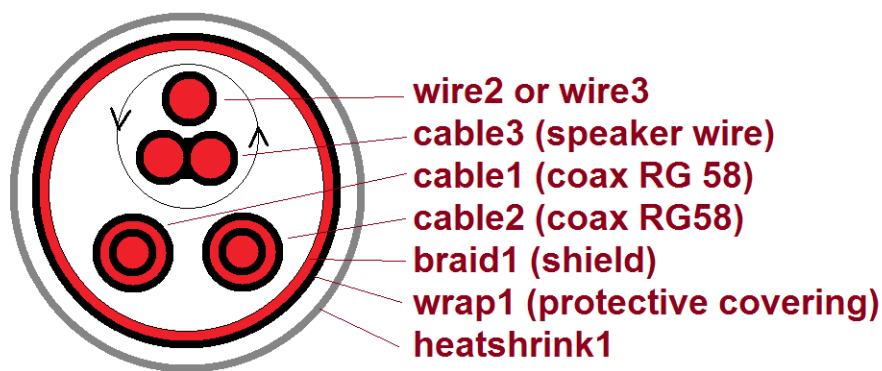 wire2 or wire3
cable3 (speaker wire)
cable1 (coax RG 58)
cable2 (coax RG58)
braid1 (shield)
wrap1 (protective covering)
heatshrink1